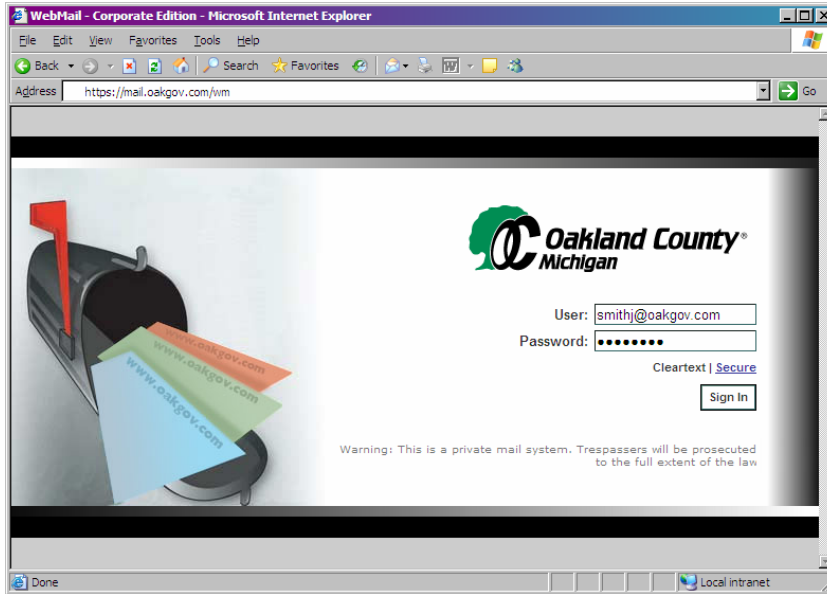 WebMail - Corporate Edition - Microsoft Internet Explorer
File Edit View Favorites Tools Help
Back Search Favorites
Address https://mail.oakgov.com/wm Go
Oakland County®
Michigan
User: smithj@oakgov.com
Password: ●●●●●●●●
Cleartext | Secure
Sign In
www.oakgov.com
www.oakgov.com
www.oakgov.com
Warning: This is a private mail system. Trespassers will be prosecuted
to the full extent of the law
Done Local intranet